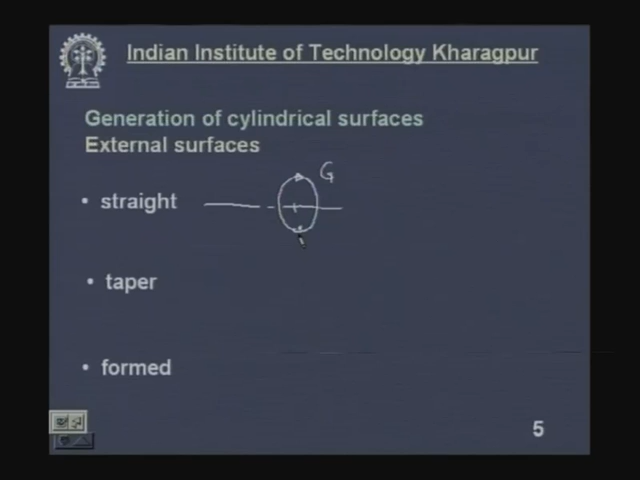 Indian Institute of Technology Kharagpur
Generation of cylindrical surfaces
External surfaces
G
• straight
• taper
• formed
5